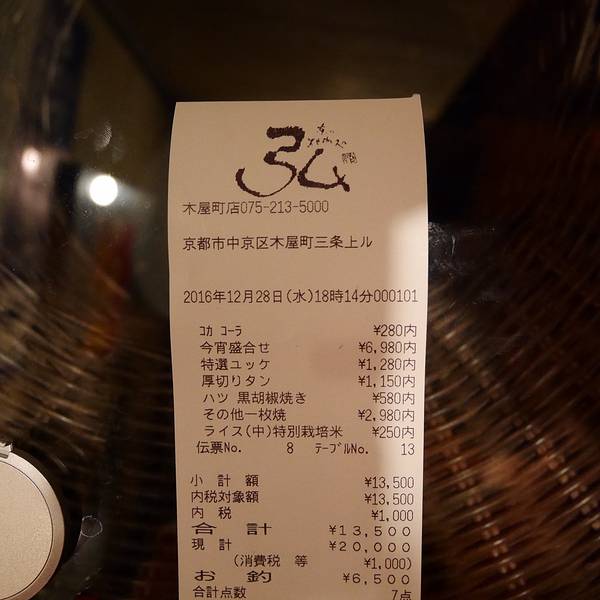 弘
木屋町店075-213-5000
京都市中京区木屋町三条上ル
2016年12月28日(水)18時14分000101
コカ コーラ ¥280内
今宵盛合せ ¥6,980内
特選ユッケ ¥1,280内
厚切りタン ¥1,150内
ハツ 黒胡椒焼き ¥580内
その他一枚焼 ¥2,980内
ライス(中)特別栽培米 ¥250内
伝票No. 8 テーブルNo. 13
小 計 額 ¥13,500
内税対象額 ¥13,500
内 税 ¥1,000
合 計 ¥13,500
現 計 ¥20,000
(消費税 等 ¥1,000)
お 釣 ¥6,500
合計点数 7点